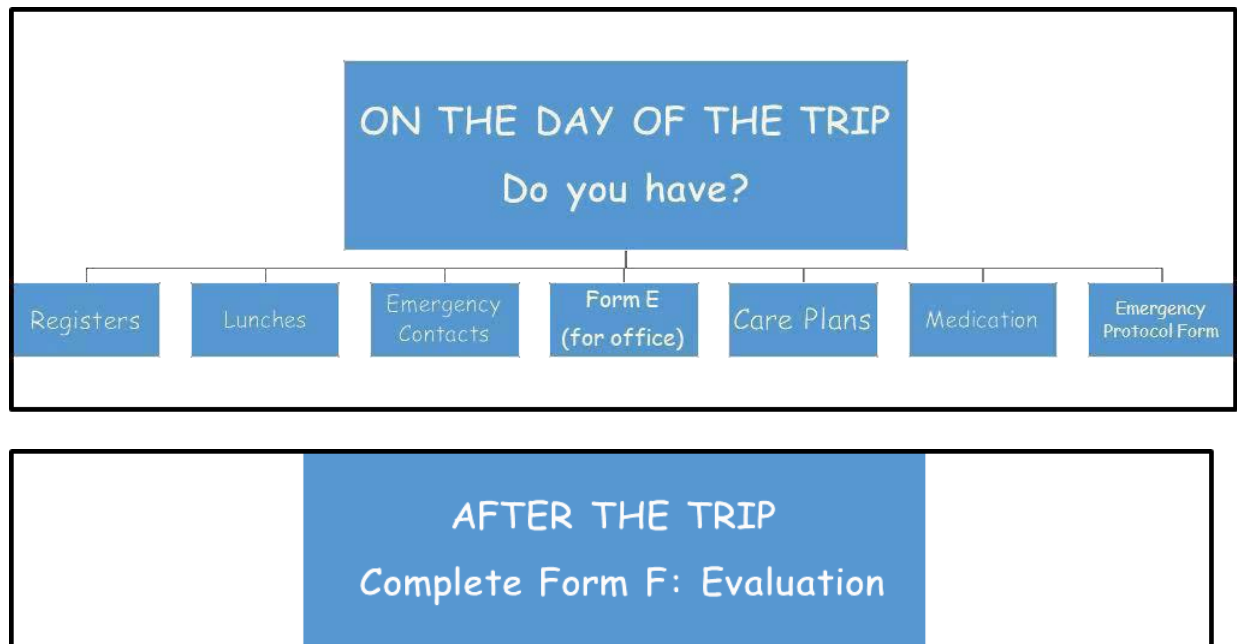 ON THE DAY OF THE TRIP
Do you have?
Registers
Lunches
Emergency
Contacts
Form E
(for office)
Care Plans
Medication
Emergency
Protocol Form
AFTER THE TRIP
Complete Form F: Evaluation